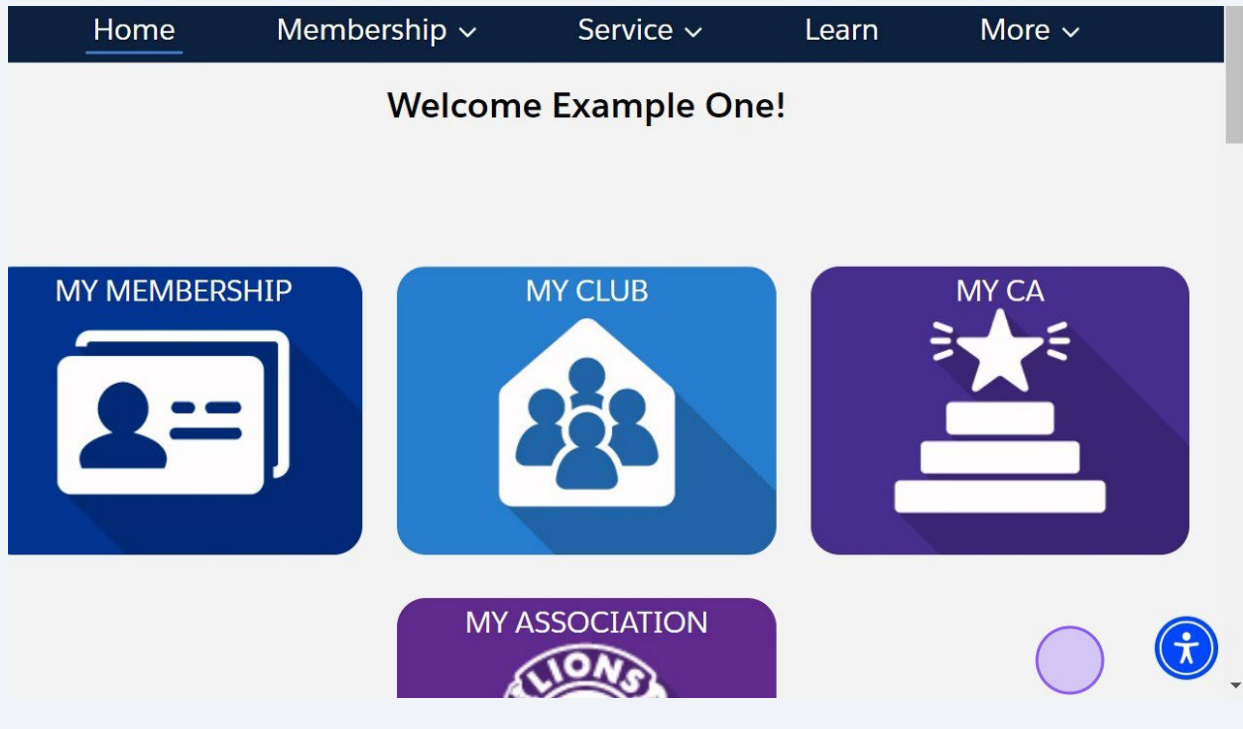 Home Membership Service Learn More
Welcome Example One!
MY MEMBERSHIP MY CLUB MY CA
MY ASSOCIATION
LIONS